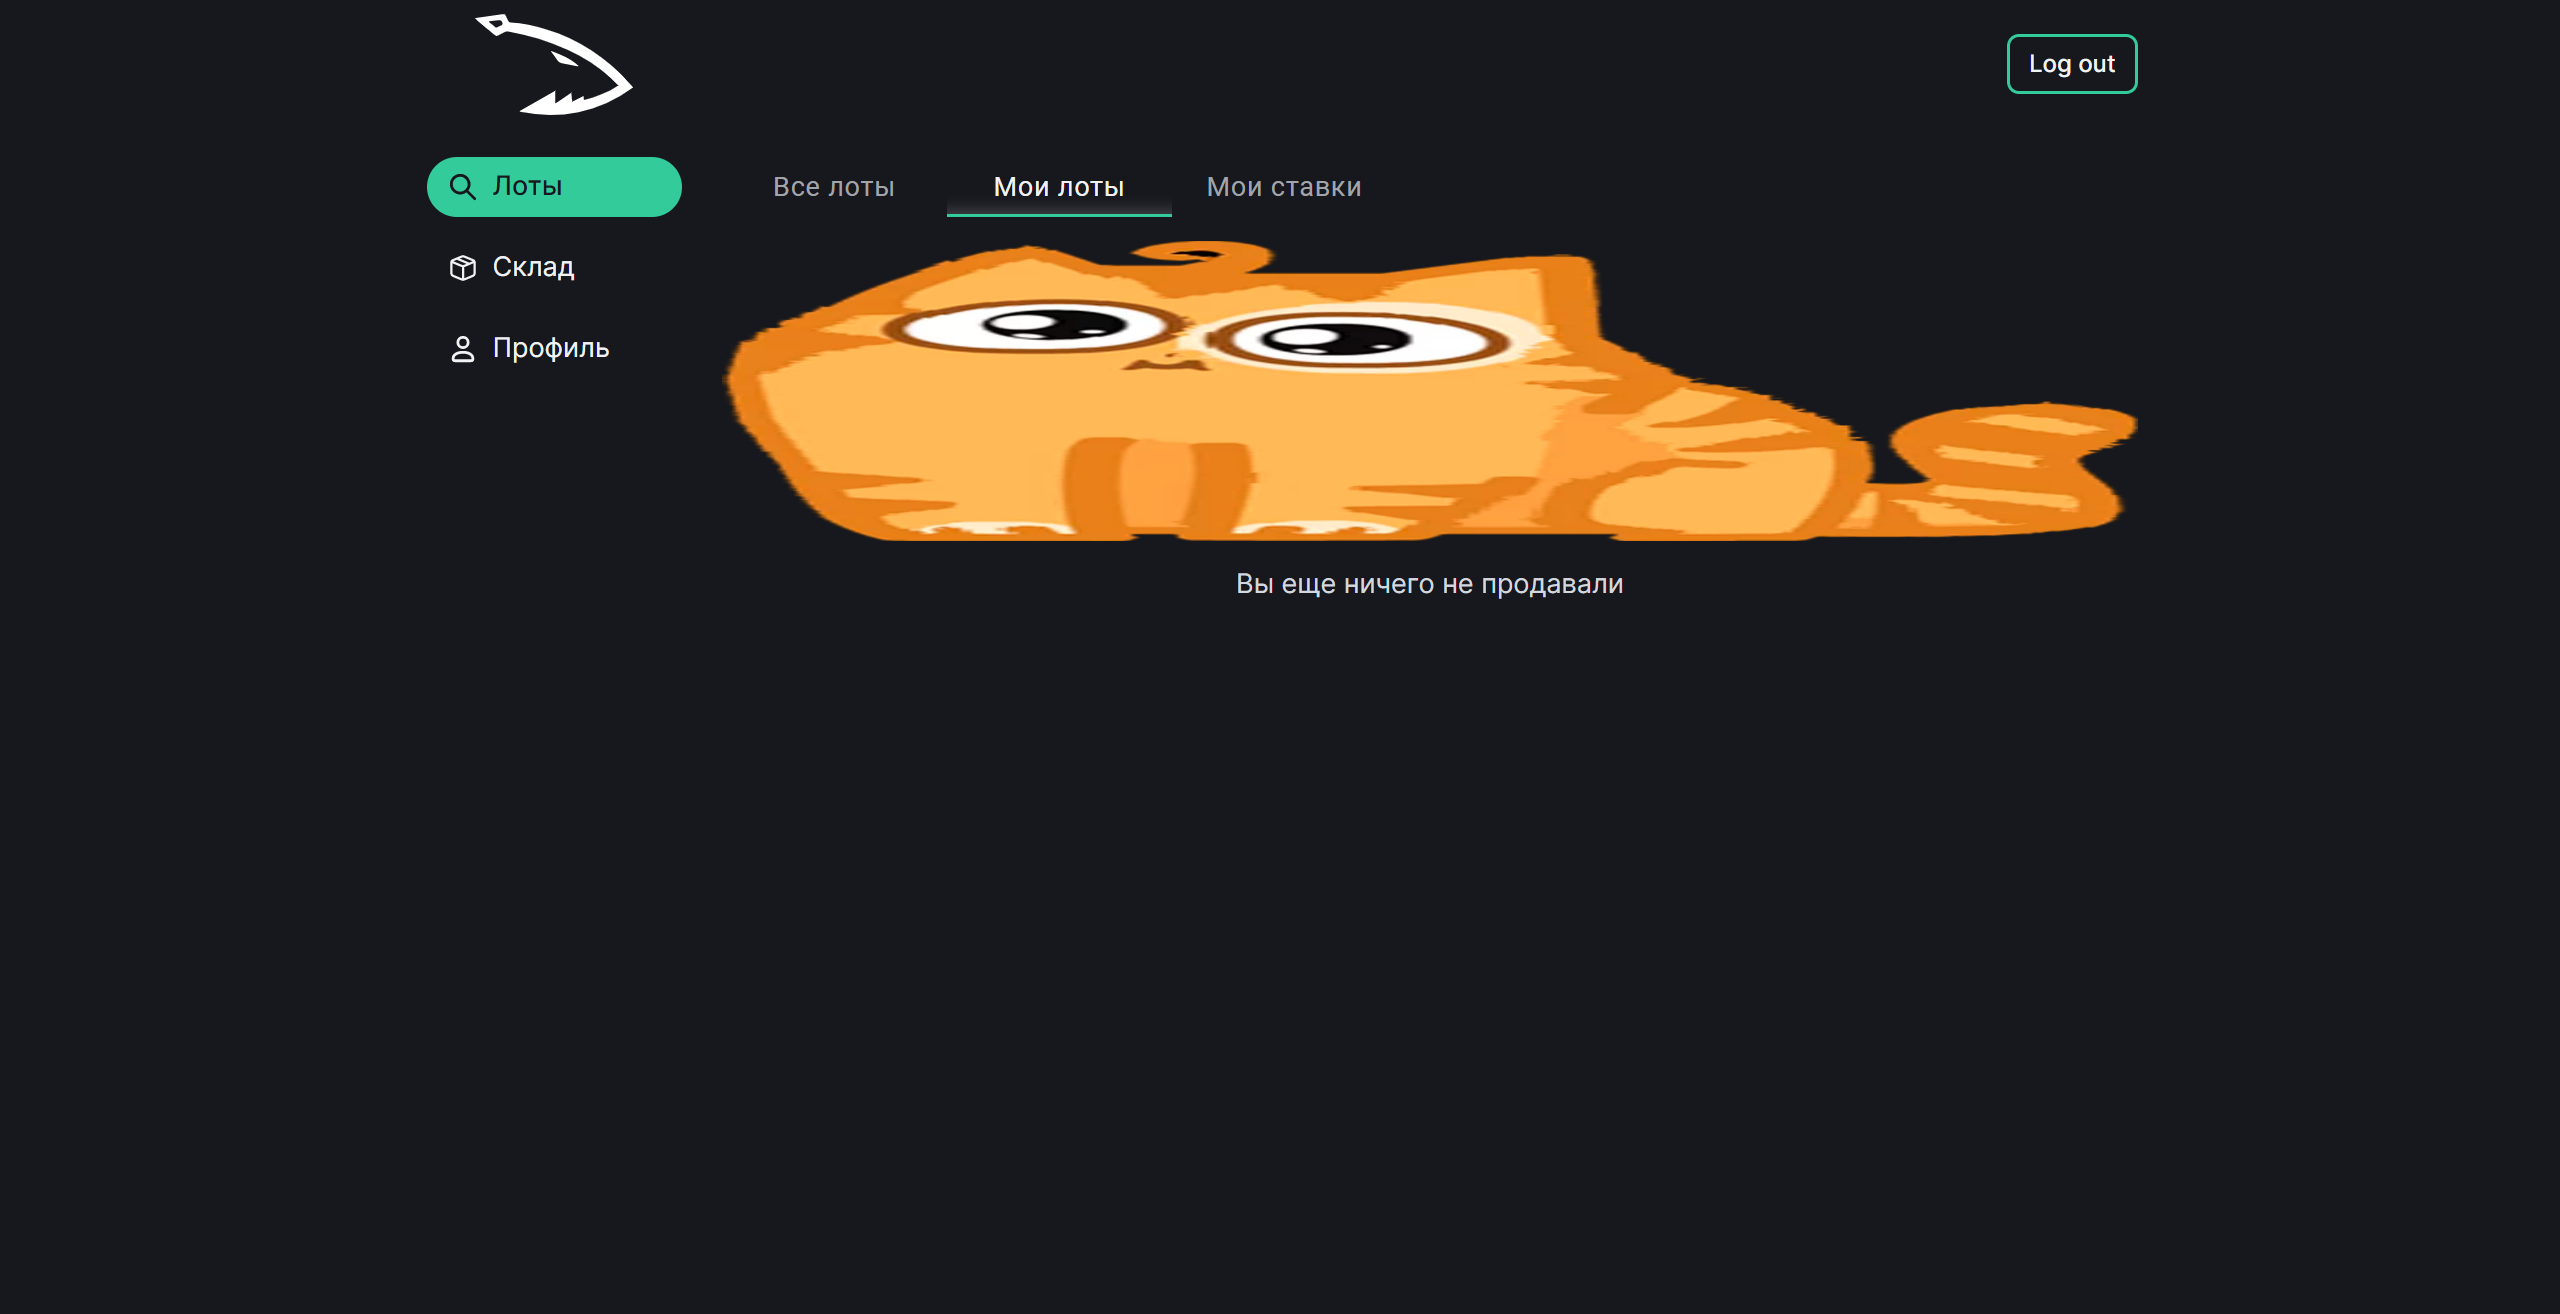 Log out
Лоты
Все лоты
Мои лоты
Мои ставки
Склад
Профиль
Вы еще ничего не продавали